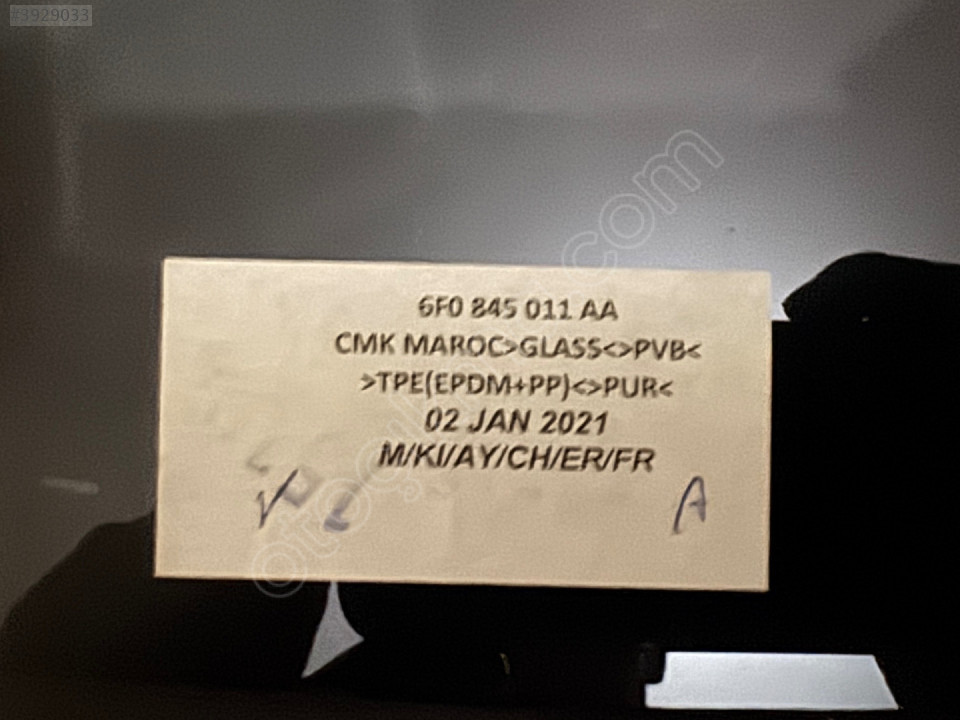 #3929033
6F0 845 011 AA
CMK MAROC>GLASS<>PVB<
>TPE(EPDM+PP)<>PUR<
02 JAN 2021
M/KI/AY/CH/ER/FR
A